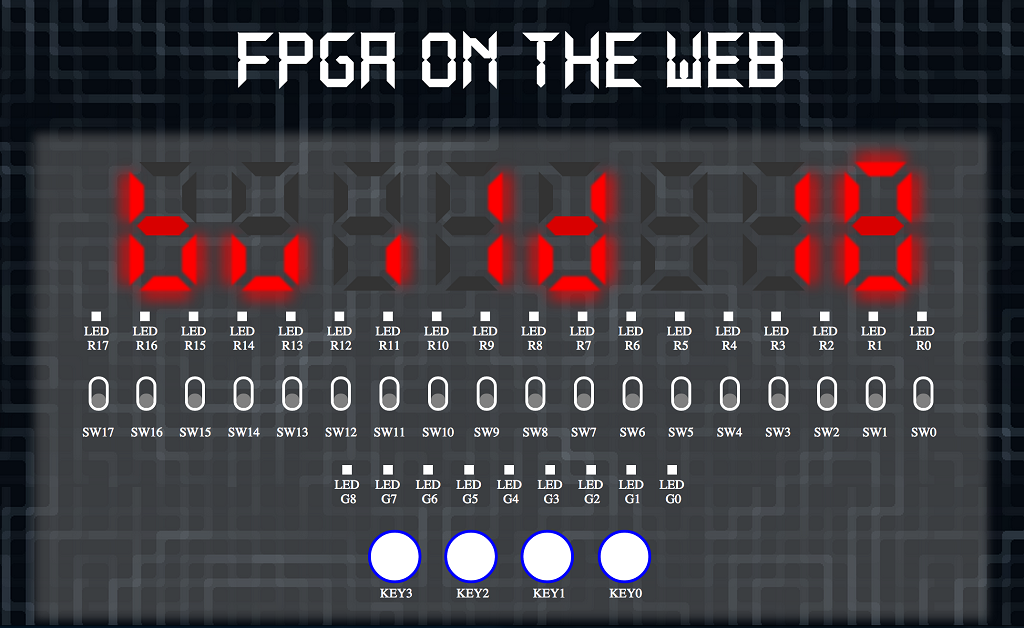 FPGA ON THE WEB
build 18
LED LED LED LED LED LED LED LED LED LED LED LED LED LED LED LED LED LED
R17 R16 R15 R14 R13 R12 R11 R10 R9 R8 R7 R6 R5 R4 R3 R2 R1 R0
SW17 SW16 SW15 SW14 SW13 SW12 SW11 SW10 SW9 SW8 SW7 SW6 SW5 SW4 SW3 SW2 SW1 SW0
LED LED LED LED LED LED LED LED LED
G8 G7 G6 G5 G4 G3 G2 G1 G0
KEY3 KEY2 KEY1 KEY0